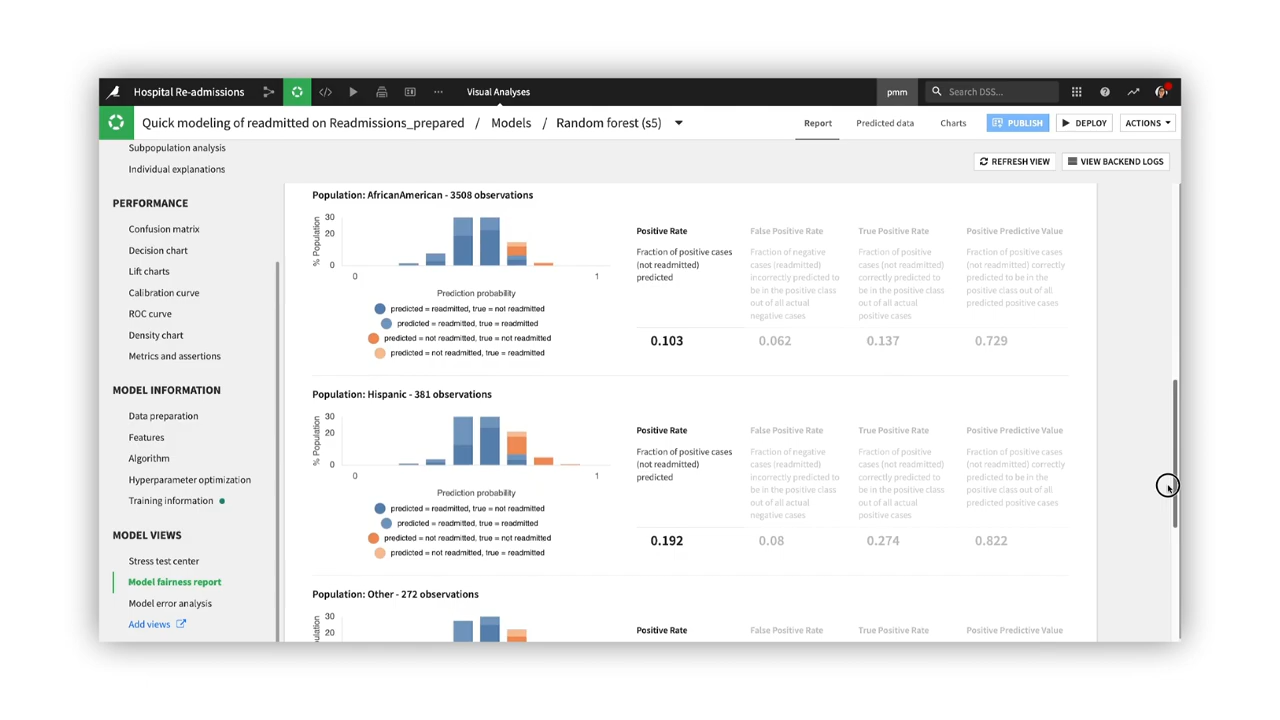 Hospital Re-admissions
Visual Analyses
pmm
Search DSS...
Quick modeling of readmitted on Readmissions_prepared / Models / Random forest (s5)
Report
Predicted data
Charts
PUBLISH
DEPLOY
ACTIONS
REFRESH VIEW
VIEW BACKEND LOGS
Subpopulation analysis
Individual explanations
PERFORMANCE
Confusion matrix
Decision chart
Lift charts
Calibration curve
ROC curve
Density chart
Metrics and assertions
MODEL INFORMATION
Data preparation
Features
Algorithm
Hyperparameter optimization
Training information
MODEL VIEWS
Stress test center
Model fairness report
Model error analysis
Add views
Population: AfricanAmerican - 3508 observations
% Population
30
20
0
0
1
Prediction probability
predicted = readmitted, true = not readmitted
predicted = readmitted, true = readmitted
predicted = not readmitted, true = not readmitted
predicted = not readmitted, true = readmitted
Positive Rate
Fraction of positive cases
(not readmitted)
predicted
0.103
False Positive Rate
Fraction of negative
cases (readmitted)
incorrectly predicted to
be in the positive class
out of all actual
negative cases
0.062
True Positive Rate
Fraction of positive
cases (not readmitted)
correctly predicted to
be in the positive class
out of all actual
positive cases
0.137
Positive Predictive Value
Fraction of positive cases
(not readmitted) correctly
predicted to be in the
positive class out of all
predicted positive cases
0.729
Population: Hispanic - 381 observations
% Population
30
20
0
0
1
Prediction probability
predicted = readmitted, true = not readmitted
predicted = readmitted, true = readmitted
predicted = not readmitted, true = not readmitted
predicted = not readmitted, true = readmitted
Positive Rate
Fraction of positive cases
(not readmitted)
predicted
0.192
False Positive Rate
Fraction of negative
cases (readmitted)
incorrectly predicted to
be in the positive class
out of all actual
negative cases
0.08
True Positive Rate
Fraction of positive
cases (not readmitted)
correctly predicted to
be in the positive class
out of all actual
positive cases
0.274
Positive Predictive Value
Fraction of positive cases
(not readmitted) correctly
predicted to be in the
positive class out of all
predicted positive cases
0.822
Population: Other - 272 observations
30
20
Positive Rate
False Positive Rate
True Positive Rate
Positive Predictive Value